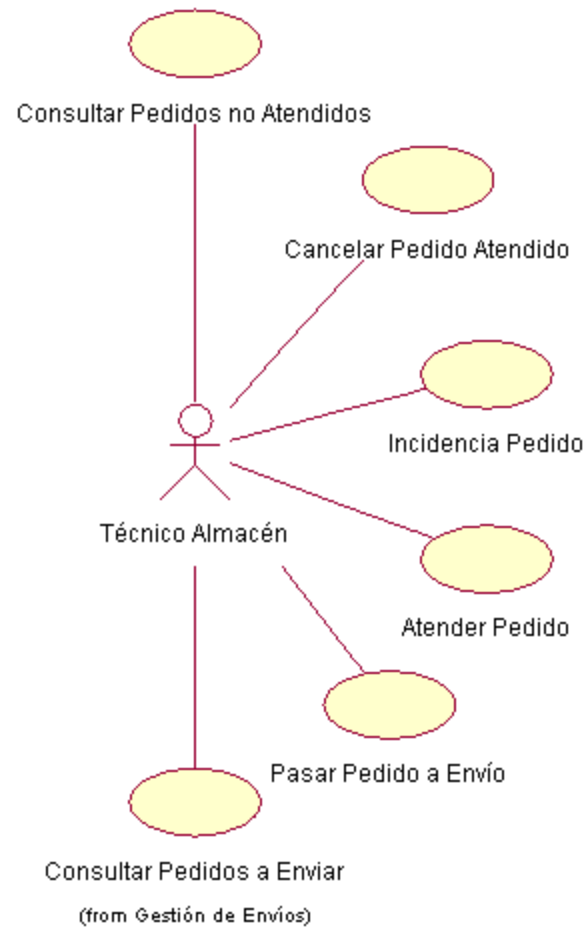 Consultar Pedidos no Atendidos
Cancelar Pedido Atendido
Incidencia Pedido
Técnico Almacén
Atender Pedido
Pasar Pedido a Envío
Consultar Pedidos a Enviar
(from Gestión de Envíos)